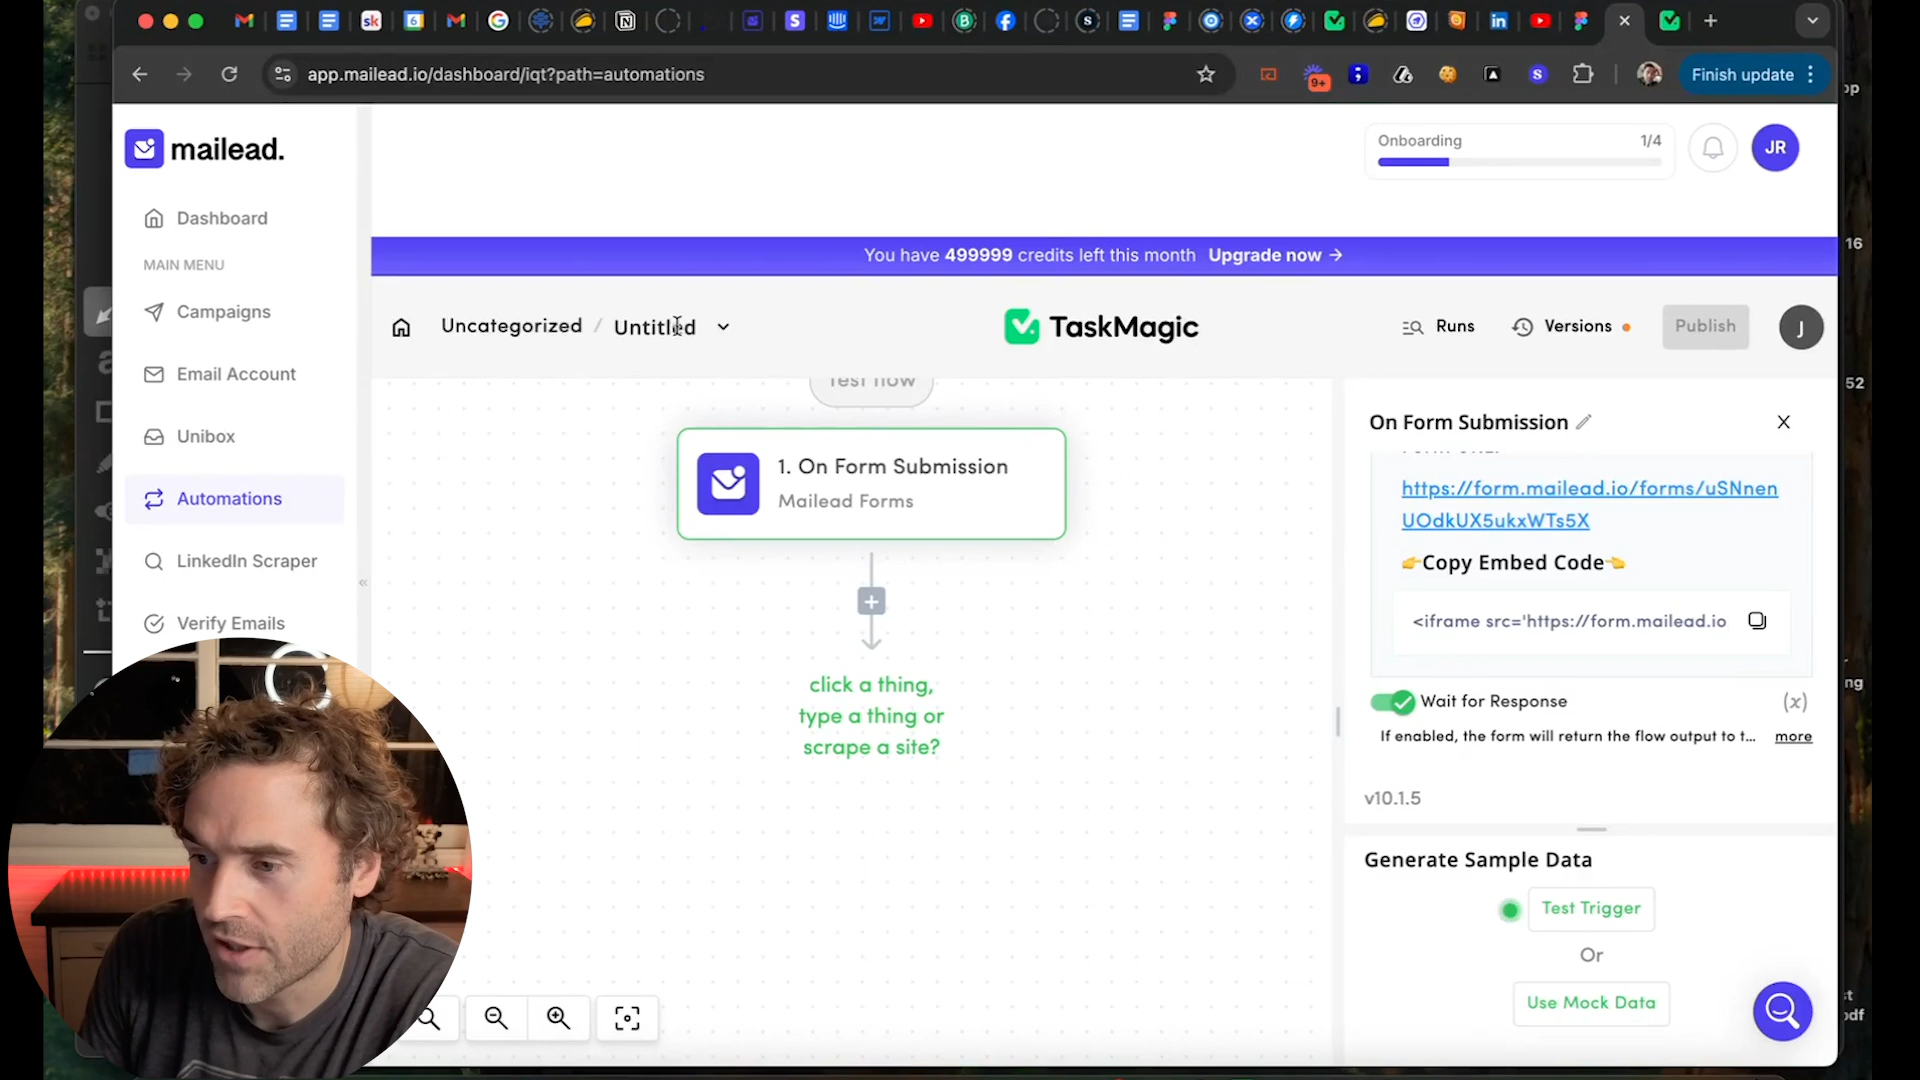 app.mailead.io/dashboard/iqt?path=automations
9+
Finish update
mailead.
Onboarding
1/4
JR
Dashboard
MAIN MENU
Campaigns
Email Account
Unibox
Automations
LinkedIn Scraper
Verify Emails
You have 499999 credits left this month Upgrade now →
Uncategorized / Untitled
TaskMagic
Runs
Versions
Publish
J
Test flow
1. On Form Submission
Mailead Forms
click a thing,
type a thing or
scrape a site?
On Form Submission
https://form.mailead.io/forms/uSNnen
UOdkUX5ukxWTs5X
👉Copy Embed Code👈
<iframe src='https://form.mailead.io
Wait for Response
(x)
If enabled, the form will return the flow output to t... more
v10.1.5
Generate Sample Data
Test Trigger
Or
Use Mock Data
16
52